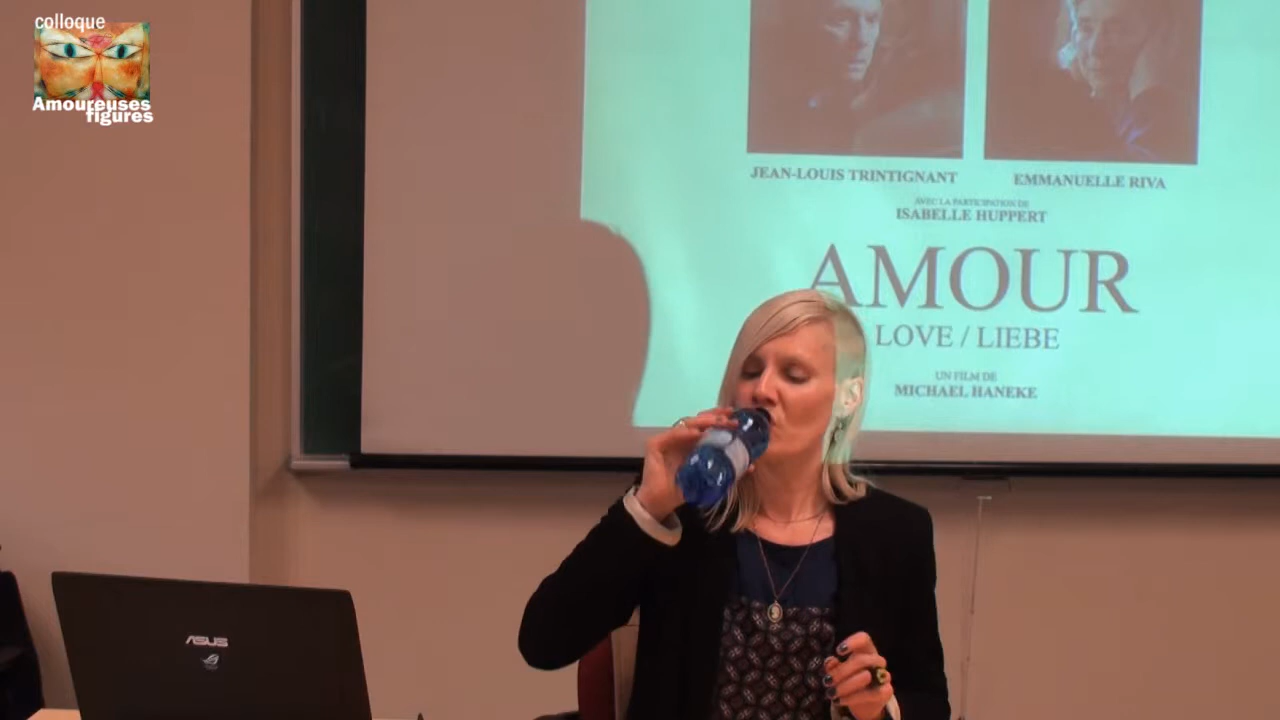 colloque
Amoureuses
figures
JEAN-LOUIS TRINTIGNANT
EMMANUELLE RIVA
AVEC LA PARTICIPATION DE
ISABELLE HUPPERT
AMOUR
LOVE / LIEBE
UN FILM DE
MICHAEL HANEKE
ASUS